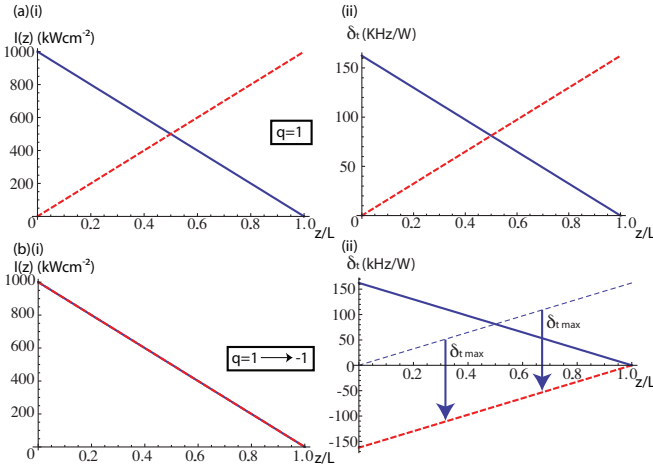 (a)(i)
I(z) (kWcm⁻²)
1000
800
600
400
200
0
0
0.2
0.4
0.6
0.8
1.0
z/L
q=1
(ii)
δt (KHz/W)
150
100
50
0
0.2
0.4
0.6
0.8
1.0
z/L
(b)(i)
I(z) (kWcm⁻²)
1000
800
600
400
200
0
0
0.2
0.4
0.6
0.8
1.0
z/L
q=1 ⟶ -1
(ii)
δt (kHz/W)
150
100
50
0
-50
-100
-150
0.2
0.4
0.6
0.8
1.0
z/L
δt max
δt max